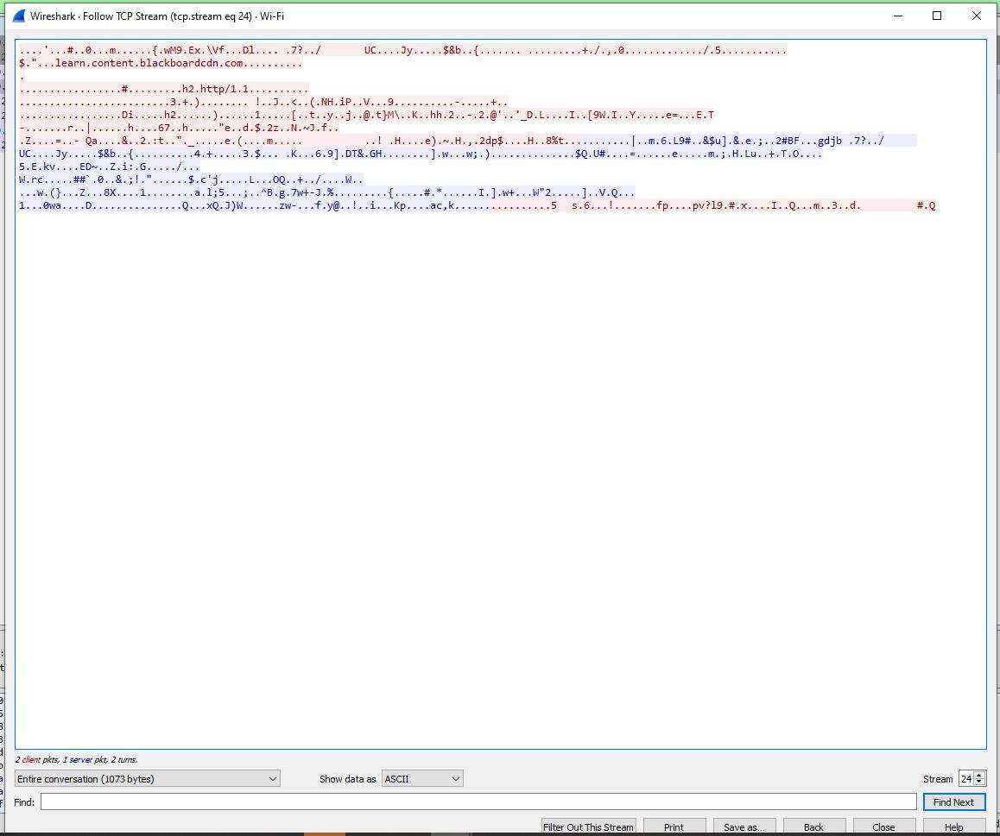 Wireshark · Follow TCP Stream (tcp.stream eq 24) · Wi-Fi
....'...#..0...m......{.wM9.Ex.\Vf...Dl.... .7?../ UC....Jy.....$&b..{....... .........+./.,.0............./.5...........
$."...learn.content.blackboardcdn.com..........
.
.................#.........h2.http/1.1..........
.........................3.+.)........ !..J..<..(.NH.iP..V...9..........-.....+..
.................Di.....h2......)......1.....[..t..y..j..@.t}M\..K..hh.2..-.2.@'..'_D.L....I..[9W.I..Y.....e=...E.T
-.......r..|......h....67..h....."e..d.$.2z..N.~J.f..
.Z....=..- Qa....&..2.:t.."._.....e.(....m..... ..! .H....e).~.H.,.2dp$....H..8%t...........|..m.6.L9#..&$u].&.e.;..2#BF...gdjb .7?../
UC....Jy.....$&b..{..........4.+.....3.$... .K...6.9].DT&.GH........].w...w;.)..............$Q.U#....=......e.....m.;.H.Lu..+.T.O....
5.E.kv....ED~..Z.i:.G...../...
W.rc.....##`.0..&.;!."......$.c'j.....L...OQ..+../....W..
...w.(}...Z...8X....1........a.l;5...;..^B.g.7w+-J.%.........{.....#.*......I.].w+...W"2.....]..V.Q...
1...0wa....D...............Q...xQ.J)W......zw-...f.y@..!..i...Kp....ac,k................5 s.6...!.......fp....pv?l9.#.x....I..Q...m..3..d. #.Q
2 client pkts, 1 server pkt, 2 turns.
Entire conversation (1073 bytes) Show data as ASCII Stream 24
Find: Find Next
Filter Out This Stream Print Save as... Back Close Help